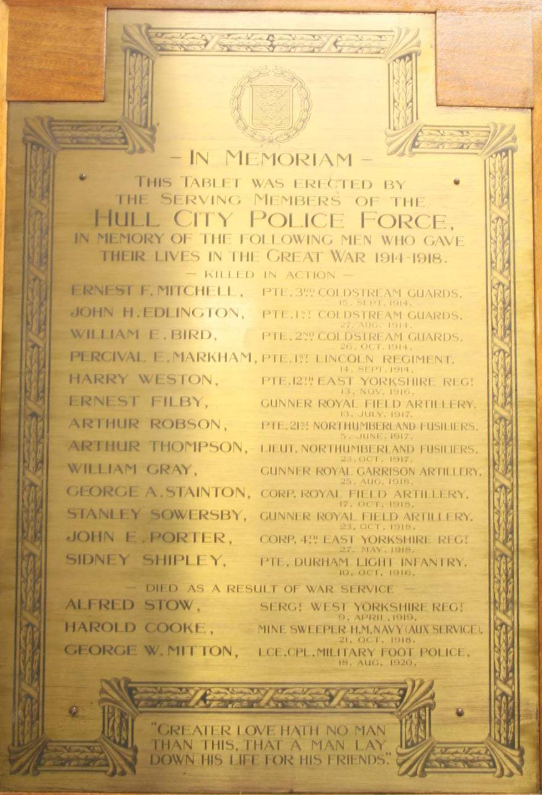 – IN MEMORIAM –
THIS TABLET WAS ERECTED BY
THE SERVING MEMBERS OF THE
HULL CITY POLICE FORCE,
IN MEMORY OF THE FOLLOWING MEN WHO GAVE
THEIR LIVES IN THE GREAT WAR 1914-1918.
– KILLED IN ACTION –
ERNEST F. MITCHELL, PTE. 3RD COLDSTREAM GUARDS,
15, SEPT, 1914.
JOHN H. EDLINGTON, PTE. 1ST COLDSTREAM GUARDS,
27, AUG, 1914.
WILLIAM E. BIRD, PTE. 2ND COLDSTREAM GUARDS,
26, OCT, 1914.
PERCIVAL E. MARKHAM, PTE. 1ST LINCOLN REGIMENT,
14, SEPT, 1914.
HARRY WESTON, PTE. 12TH EAST YORKSHIRE REGT
13, NOV, 1916.
ERNEST FILBY, GUNNER ROYAL FIELD ARTILLERY,
13, JULY, 1917.
ARTHUR ROBSON, PTE. 21ST NORTHUMBERLAND FUSILIERS,
5, JUNE, 1917.
ARTHUR THOMPSON, LIEUT. NORTHUMBERLAND FUSILIERS,
OCT, 1917.
WILLIAM GRAY, GUNNER ROYAL GARRISON ARTILLERY,
25, AUG, 1918.
GEORGE A. STAINTON, CORP. ROYAL FIELD ARTILLERY,
17, OCT, 1918.
STANLEY SOWERSBY, GUNNER ROYAL FIELD ARTILLERY.
23, OCT, 1918.
JOHN E. PORTER, CORP. 4TH EAST YORKSHIRE REGT
27, MAY, 1918.
SIDNEY SHIPLEY, PTE, DURHAM LIGHT INFANTRY.
10, OCT, 1916.
– DIED AS A RESULT OF WAR SERVICE –
ALFRED STOW, SERGT WEST YORKSHIRE REGT
9, APRIL, 1919.
HAROLD COOKE, MINE SWEEPER H.M. NAVY (AUX SERVICE),
21, OCT, 1918.
GEORGE W. MITTON, LCE. CPL. MILITARY FOOT POLICE,
18, AUG, 1920.
"GREATER LOVE HATH NO MAN
THAN THIS, THAT A MAN LAY
DOWN HIS LIFE FOR HIS FRIENDS."